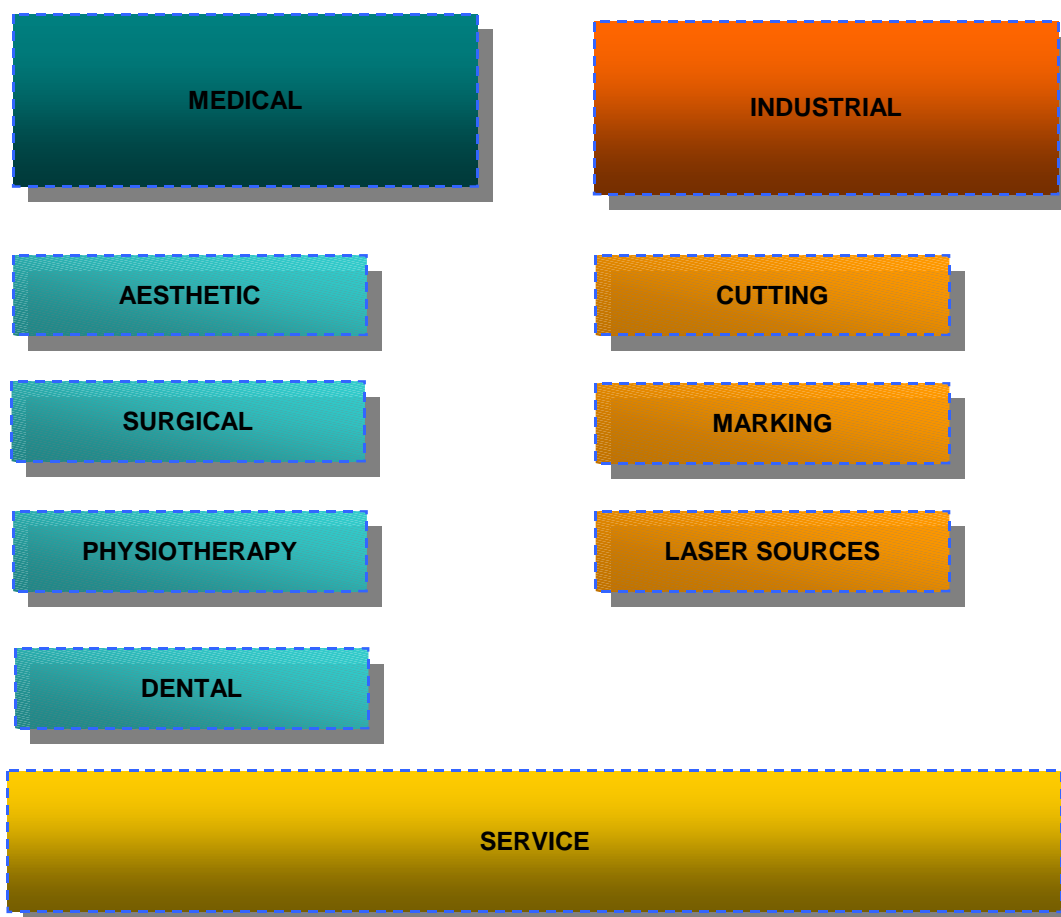 MEDICAL
INDUSTRIAL
AESTHETIC
CUTTING
SURGICAL
MARKING
PHYSIOTHERAPY
LASER SOURCES
DENTAL
SERVICE